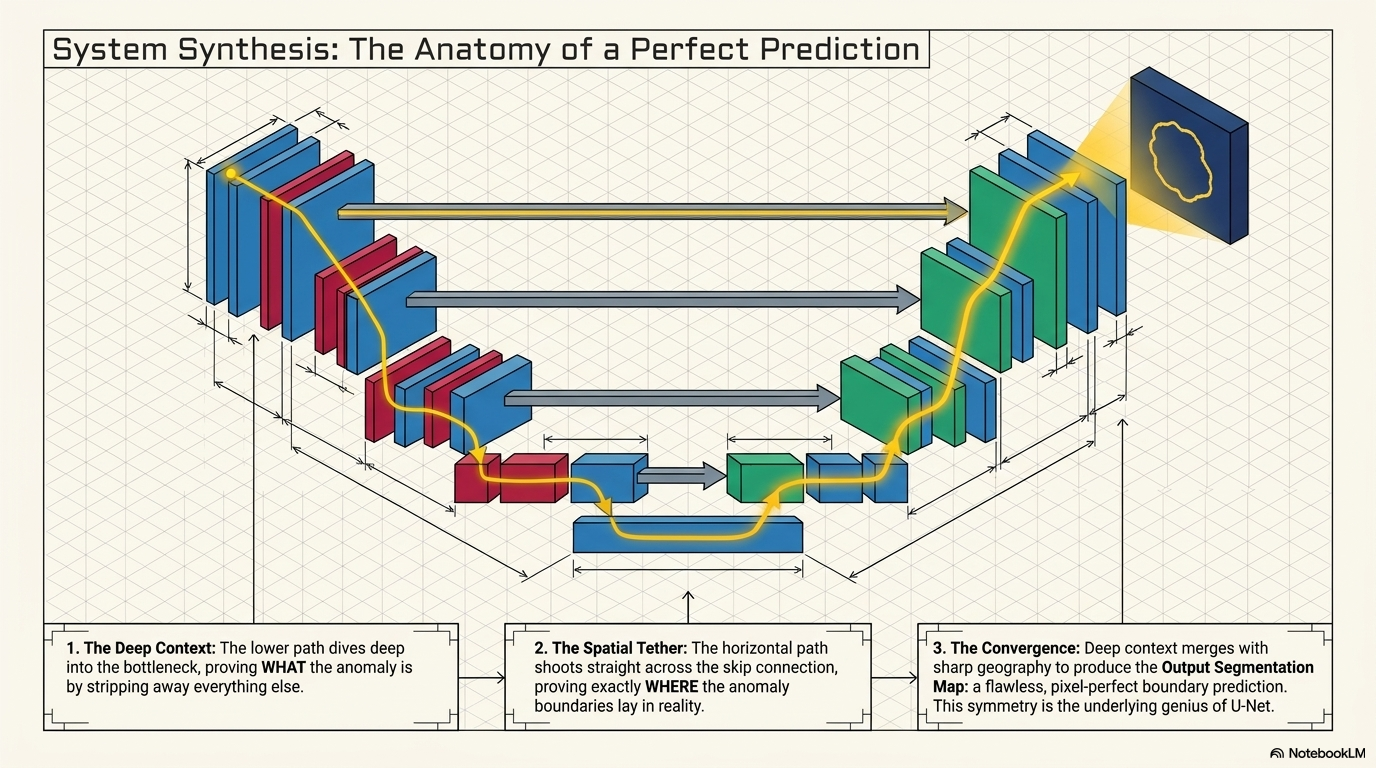 System Synthesis: The Anatomy of a Perfect Prediction
1. The Deep Context: The lower path dives deep
into the bottleneck, proving WHAT the anomaly is
by stripping away everything else.
2. The Spatial Tether: The horizontal path
shoots straight across the skip connection,
proving exactly WHERE the anomaly
boundaries lay in reality.
3. The Convergence: Deep context merges with
sharp geography to produce the Output Segmentation
Map: a flawless, pixel-perfect boundary prediction.
This symmetry is the underlying genius of U-Net.
NotebookLM